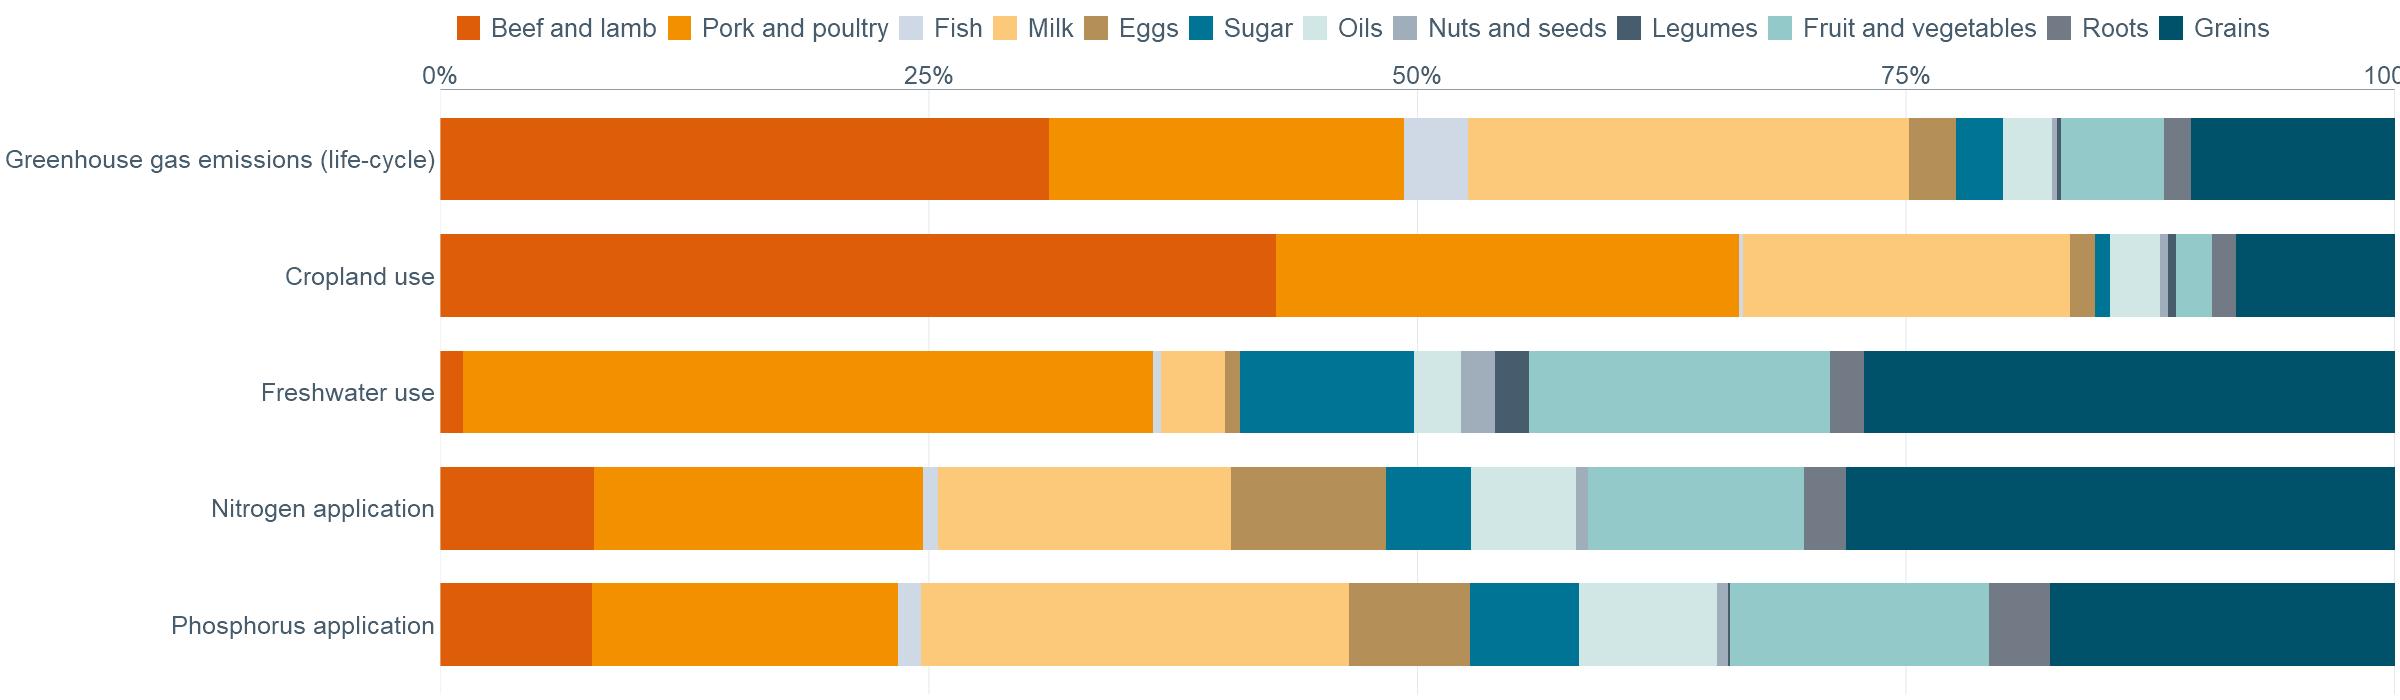 Beef and lamb Pork and poultry Fish Milk Eggs Sugar Oils Nuts and seeds Legumes Fruit and vegetables Roots Grains
0% 25% 50% 75% 100
Greenhouse gas emissions (life-cycle)
Cropland use
Freshwater use
Nitrogen application
Phosphorus application